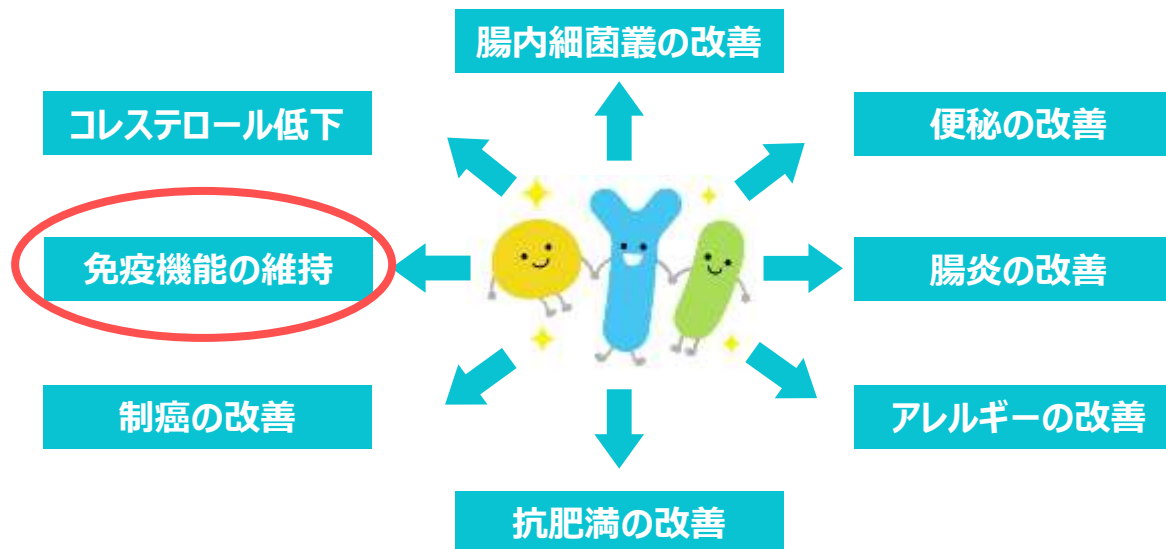 腸内細菌叢の改善
コレステロール低下
便秘の改善
免疫機能の維持
腸炎の改善
制癌の改善
アレルギーの改善
抗肥満の改善